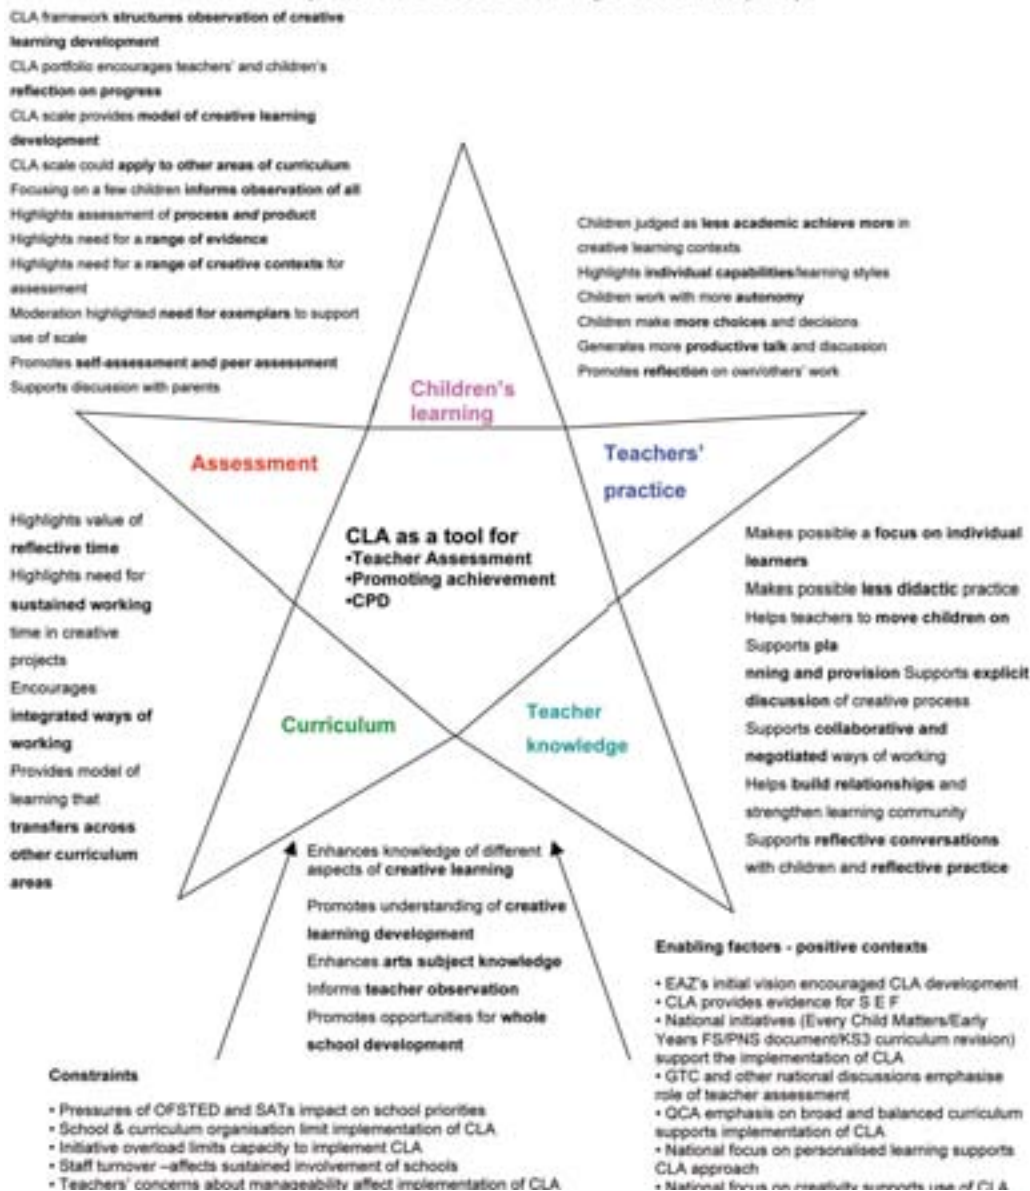 CLA framework structures observation of creative
learning development
CLA portfolio encourages teachers' and children's
reflection on progress
CLA scale provides model of creative learning
development
CLA scale could apply to other areas of curriculum
Focusing on a few children informs observation of all
Highlights assessment of process and product
Highlights need for a range of evidence
Highlights need for a range of creative contexts for
assessment
Moderation highlighted need for exemplars to support
use of scale
Promotes self-assessment and peer assessment
Supports discussion with parents
Children judged as less academic achieve more in
creative learning contexts
Highlights individual capabilities/learning styles
Children work with more autonomy
Children make more choices and decisions
Generates more productive talk and discussion
Promotes reflection on own/others' work
Children's
learning
Assessment
Teachers'
practice
CLA as a tool for
•Teacher Assessment
•Promoting achievement
•CPD
Highlights value of
reflective time
Highlights need for
sustained working
time in creative
projects
Encourages
integrated ways of
working
Provides model of
learning that
transfers across
other curriculum
areas
Makes possible a focus on individual
learners
Makes possible less didactic practice
Helps teachers to move children on
Supports pla
nning and provision Supports explicit
discussion of creative process
Supports collaborative and
negotiated ways of working
Helps build relationships and
strengthen learning community
Supports reflective conversations
with children and reflective practice
Curriculum
Teacher
knowledge
Enhances knowledge of different
aspects of creative learning
Promotes understanding of creative
learning development
Enhances arts subject knowledge
Informs teacher observation
Promotes opportunities for whole
school development
Constraints
• Pressures of OFSTED and SATs impact on school priorities
• School & curriculum organisation limit implementation of CLA
• Initiative overload limits capacity to implement CLA
• Staff turnover –affects sustained involvement of schools
• Teachers' concerns about manageability affect implementation of CLA
Enabling factors - positive contexts
• EAZ's initial vision encouraged CLA development
• CLA provides evidence for S E F
• National initiatives (Every Child Matters/Early
Years FS/PNS document/KS3 curriculum revision)
support the implementation of CLA
• GTC and other national discussions emphasise
role of teacher assessment
• QCA emphasis on broad and balanced curriculum
supports implementation of CLA
• National focus on personalised learning supports
CLA approach
• National focus on creativity supports use of CLA